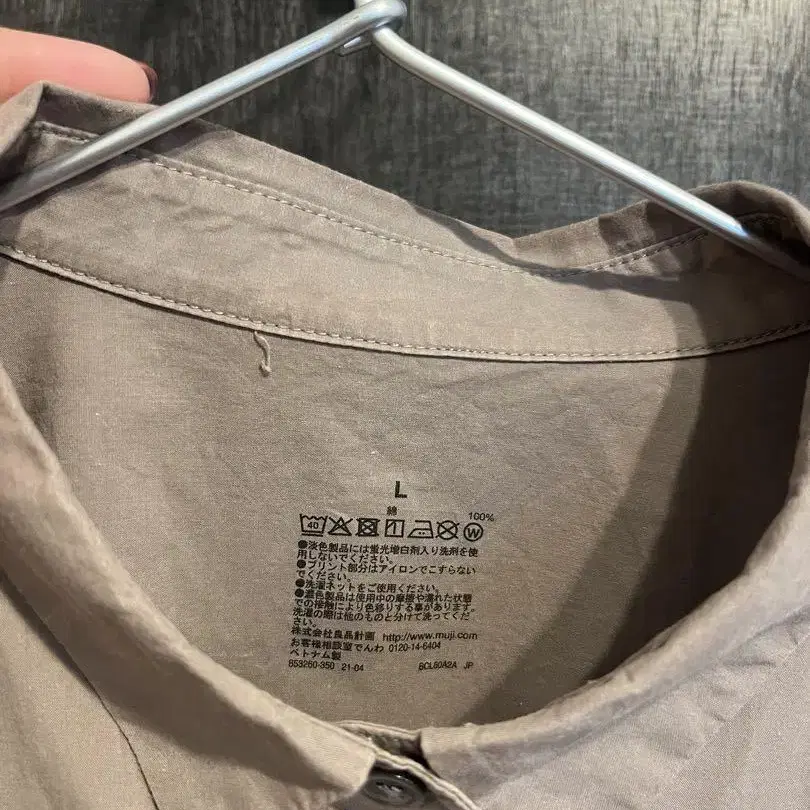 L
綿 100%
40
●淡色製品には蛍光増白剤入り洗剤を使
用しないでください。
●プリント部分はアイロンでこすらない
でください。
●洗濯ネットをご使用ください。
●濃色製品は使用中の摩擦や濡れた状態
での接触により色移りする事があります。
洗濯の際は他のものと分けて洗ってくだ
さい。
株式会社良品計画 http://www.muji.com
お客様相談室でんわ 0120-14-6404
ベトナム製
853260-350 21-04 BCL60A2A JP